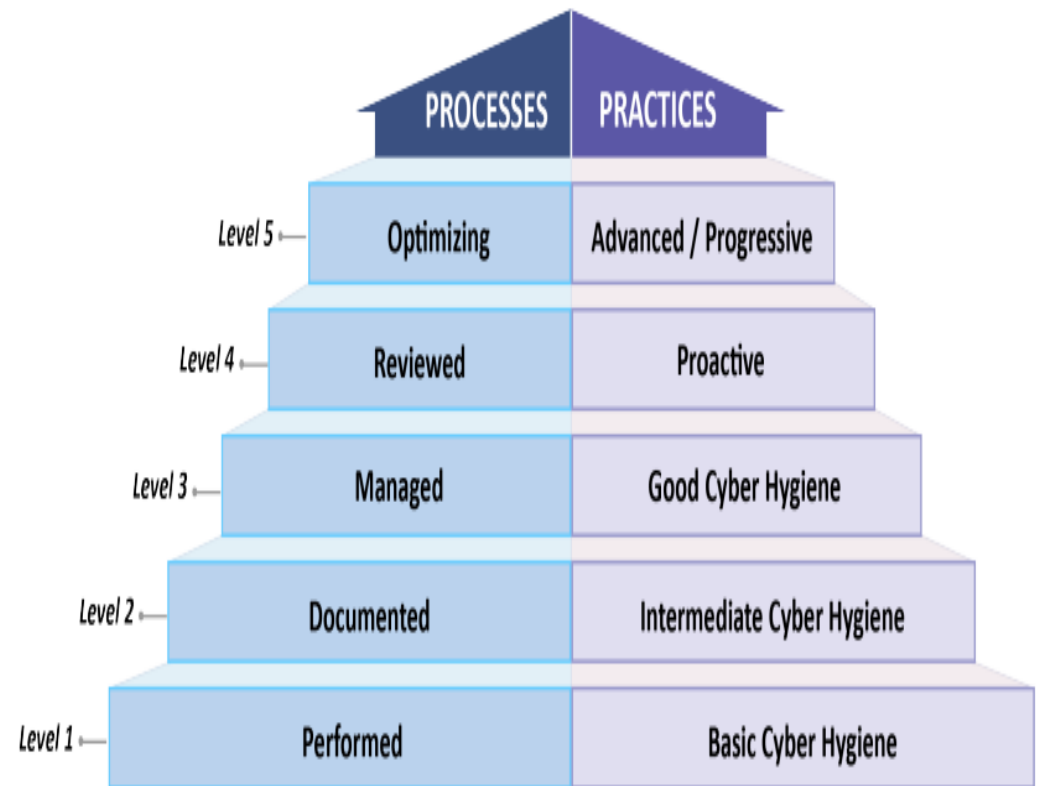 PROCESSES PRACTICES
Level 5 Optimizing Advanced / Progressive
Level 4 Reviewed Proactive
Level 3 Managed Good Cyber Hygiene
Level 2 Documented Intermediate Cyber Hygiene
Level 1 Performed Basic Cyber Hygiene